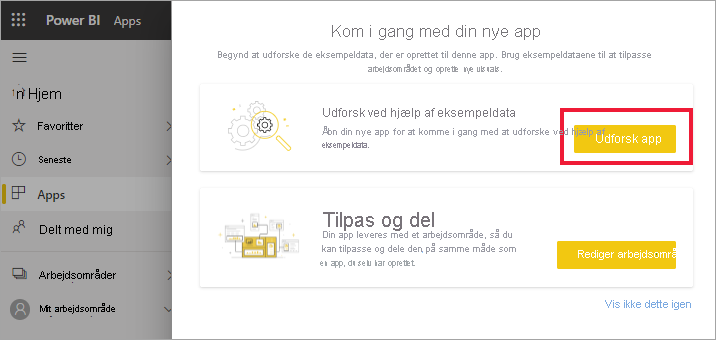 Power BI Apps
Kom i gang med din nye app
Begynd at udforske de eksempeldata, der er oprettet til denne app. Brug eksempeldataene til at tilpasse
arbejdsområdet og oprette nye visuals.
Hjem
Favoritter
Seneste
Apps
Delt med mig
Arbejdsområder
Mit arbejdsområde
Udforsk ved hjælp af eksempeldata
Åbn din nye app for at komme i gang med at udforske ved hjælp af
eksempeldata.
Udforsk app
Tilpas og del
Din app leveres med et arbejdsområde, så du
kan tilpasse og dele den, på samme måde som
en app, du selv har oprettet.
Rediger arbejdsområ
Vis ikke dette igen